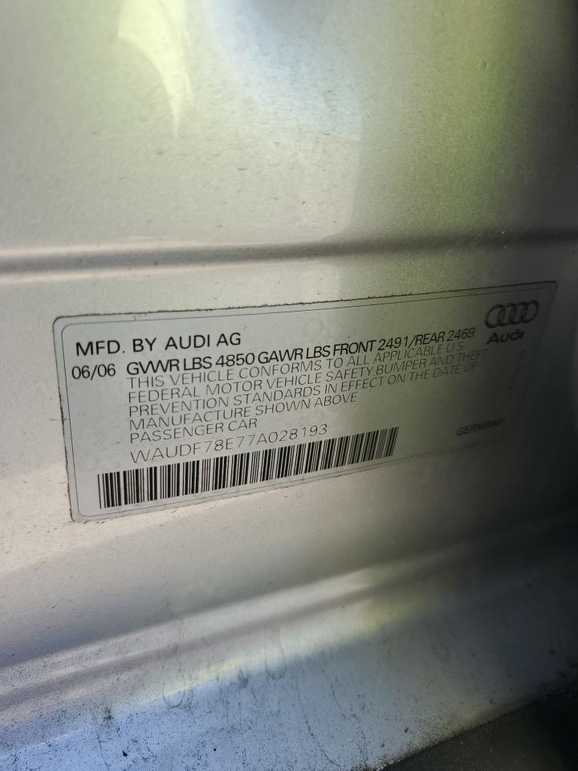 MFD. BY AUDI AG
Audi
06/06 GVWR LBS 4850 GAWR LBS FRONT 2491/REAR 2469
THIS VEHICLE CONFORMS TO ALL APPLICABLE U.S.
FEDERAL MOTOR VEHICLE SAFETY, BUMPER AND THEFT
PREVENTION STANDARDS IN EFFECT ON THE DATE OF
MANUFACTURE SHOWN ABOVE
PASSENGER CAR
WAUDF78E77A028193
GERMANY